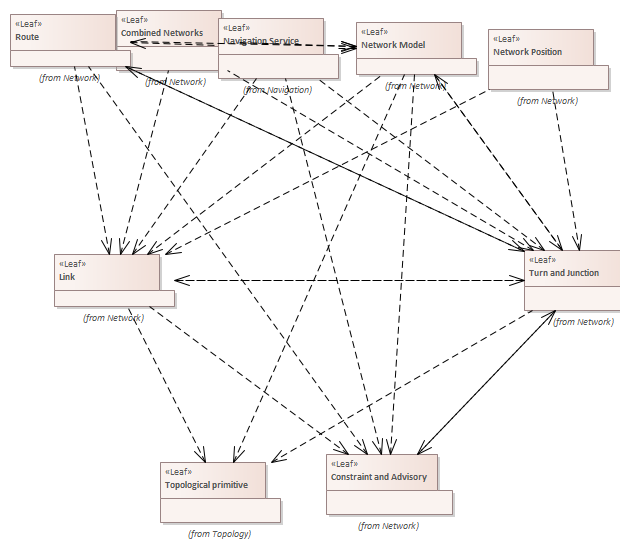 «Leaf»
Route
(from Network)
«Leaf»
Combined Networks
(from Network)
«Leaf»
Navigation Service
(from Navigation)
«Leaf»
Network Model
(from Network)
«Leaf»
Network Position
(from Network)
«Leaf»
Link
(from Network)
«Leaf»
Turn and Junction
(from Network)
«Leaf»
Topological primitive
(from Topology)
«Leaf»
Constraint and Advisory
(from Network)